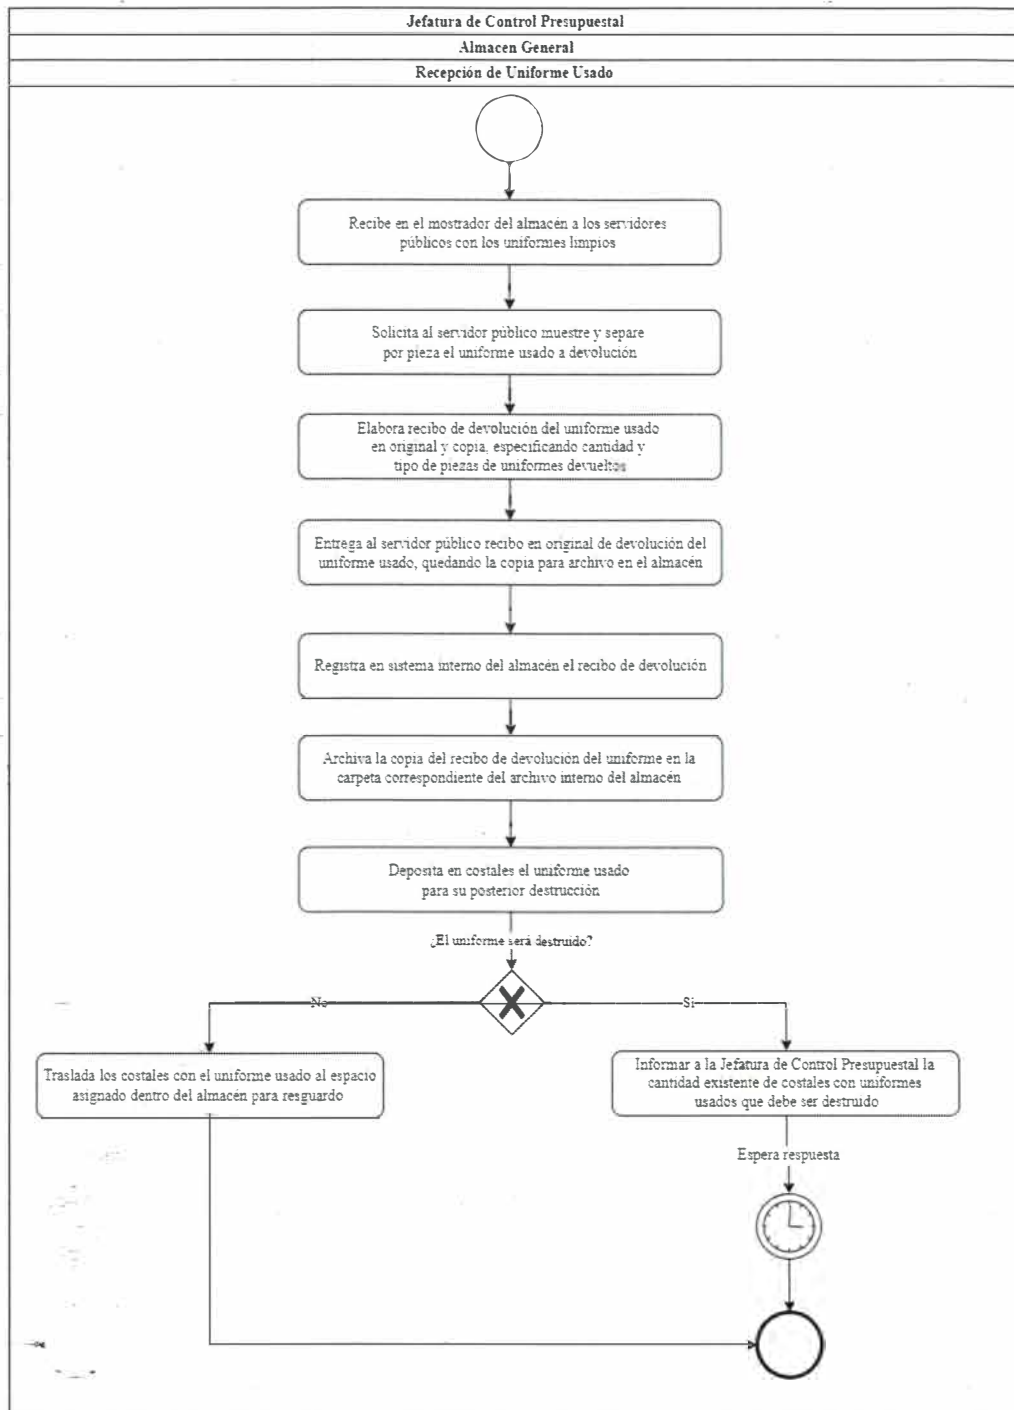 Jefatura de Control Presupuestal
Almacen General
Recepción de Uniforme Usado
Recibe en el mostrador del almacén a los servidores
públicos con los uniformes limpios
Solicita al servidor público muestre y separe
por pieza el uniforme usado a devolución
Elabora recibo de devolución del uniforme usado
en original y copia, especificando cantidad y
tipo de piezas de uniformes devueltos
Entrega al servidor público recibo en original de devolución del
uniforme usado, quedando la copia para archivo en el almacén
Registra en sistema interno del almacén el recibo de devolución
Archiva la copia del recibo de devolución del uniforme en la
carpeta correspondiente del archivo interno del almacén
Deposita en costales el uniforme usado
para su posterior destrucción
¿El uniforme será destruido?
No
Si
Traslada los costales con el uniforme usado al espacio
asignado dentro del almacén para resguardo
Informar a la Jefatura de Control Presupuestal la
cantidad existente de costales con uniformes
usados que debe ser destruido
Espera respuesta